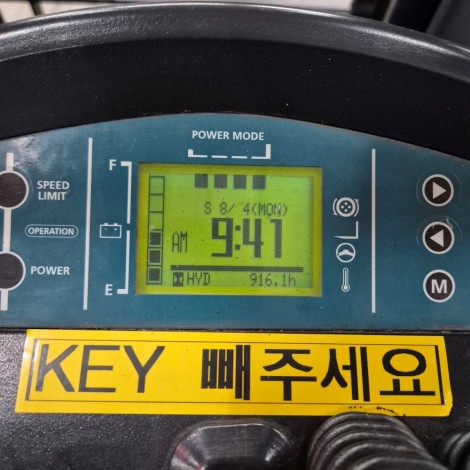 POWER MODE
F
SPEED
LIMIT
OPERATION
POWER
E
8/ 4(MON)
AM 9:41
HYD 916.1h
M
KEY 빼주세요